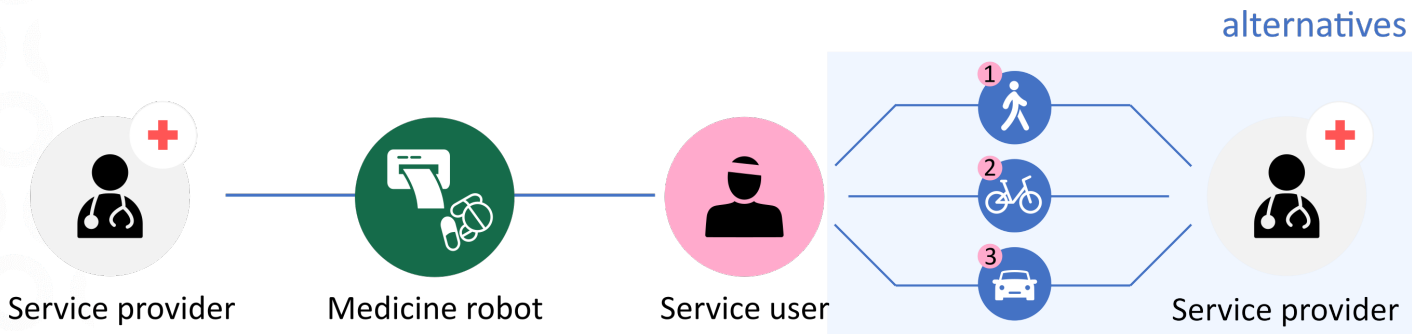 alternatives
1
2
3
Service provider
Medicine robot
Service user
Service provider